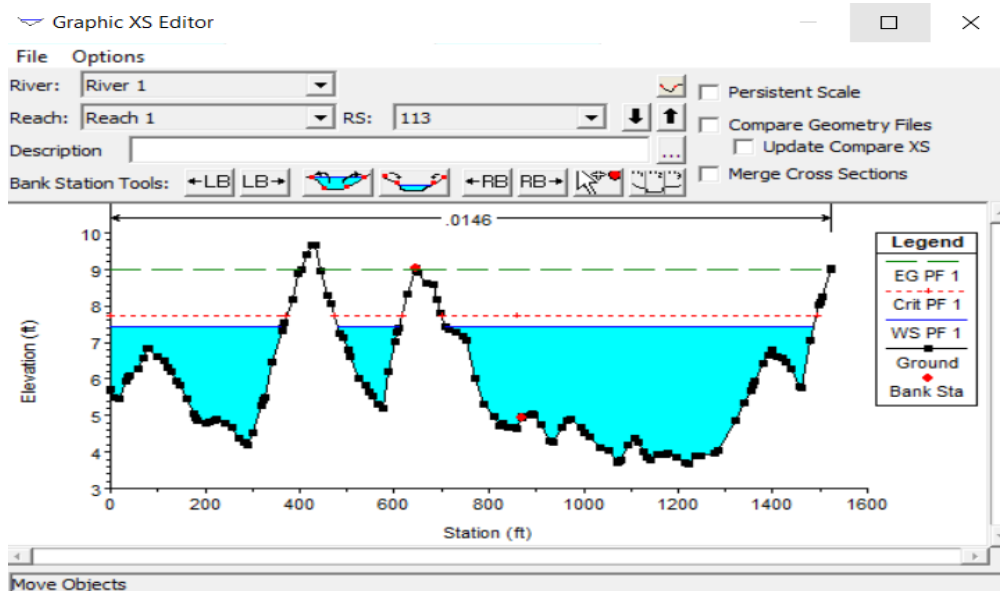 Graphic XS Editor
File Options
River: River 1
Reach: Reach 1 RS: 113
Description ...
Bank Station Tools: LB LB RB RB
Persistent Scale
Compare Geometry Files
Update Compare XS
Merge Cross Sections
.0146
10
9
8
7
6
5
4
3
Elevation (ft)
0 200 400 600 800 1000 1200 1400 1600
Station (ft)
Legend
EG PF 1
Crit PF 1
WS PF 1
Ground
Bank Sta
Move Objects